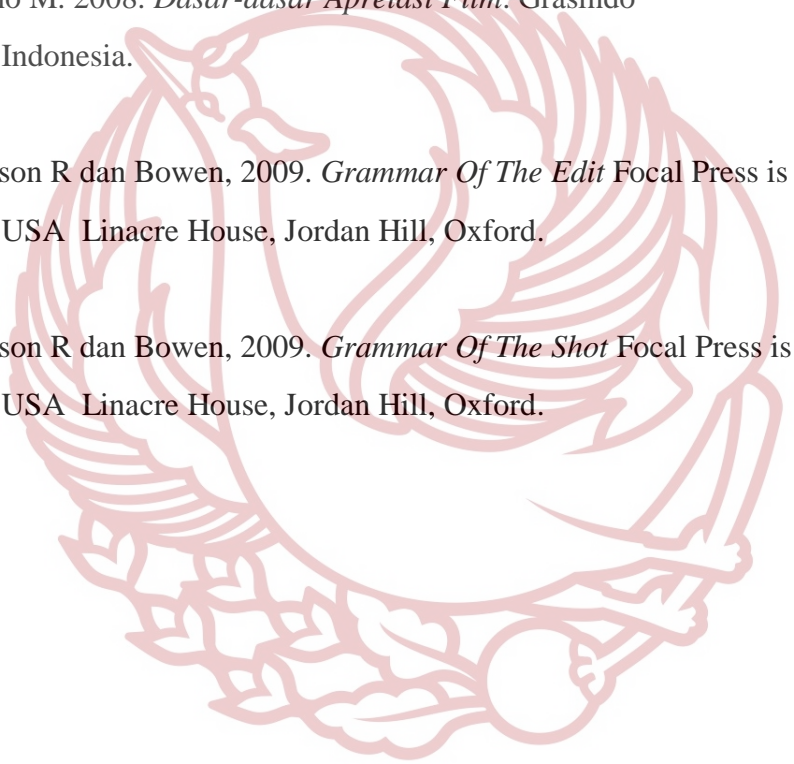 o M. 2008. Dasar-dasar Apreiasi Film. Grasindo
Indonesia.
son R dan Bowen, 2009. Grammar Of The Edit Focal Press is
USA Linacre House, Jordan Hill, Oxford.
son R dan Bowen, 2009. Grammar Of The Shot Focal Press is
USA Linacre House, Jordan Hill, Oxford.